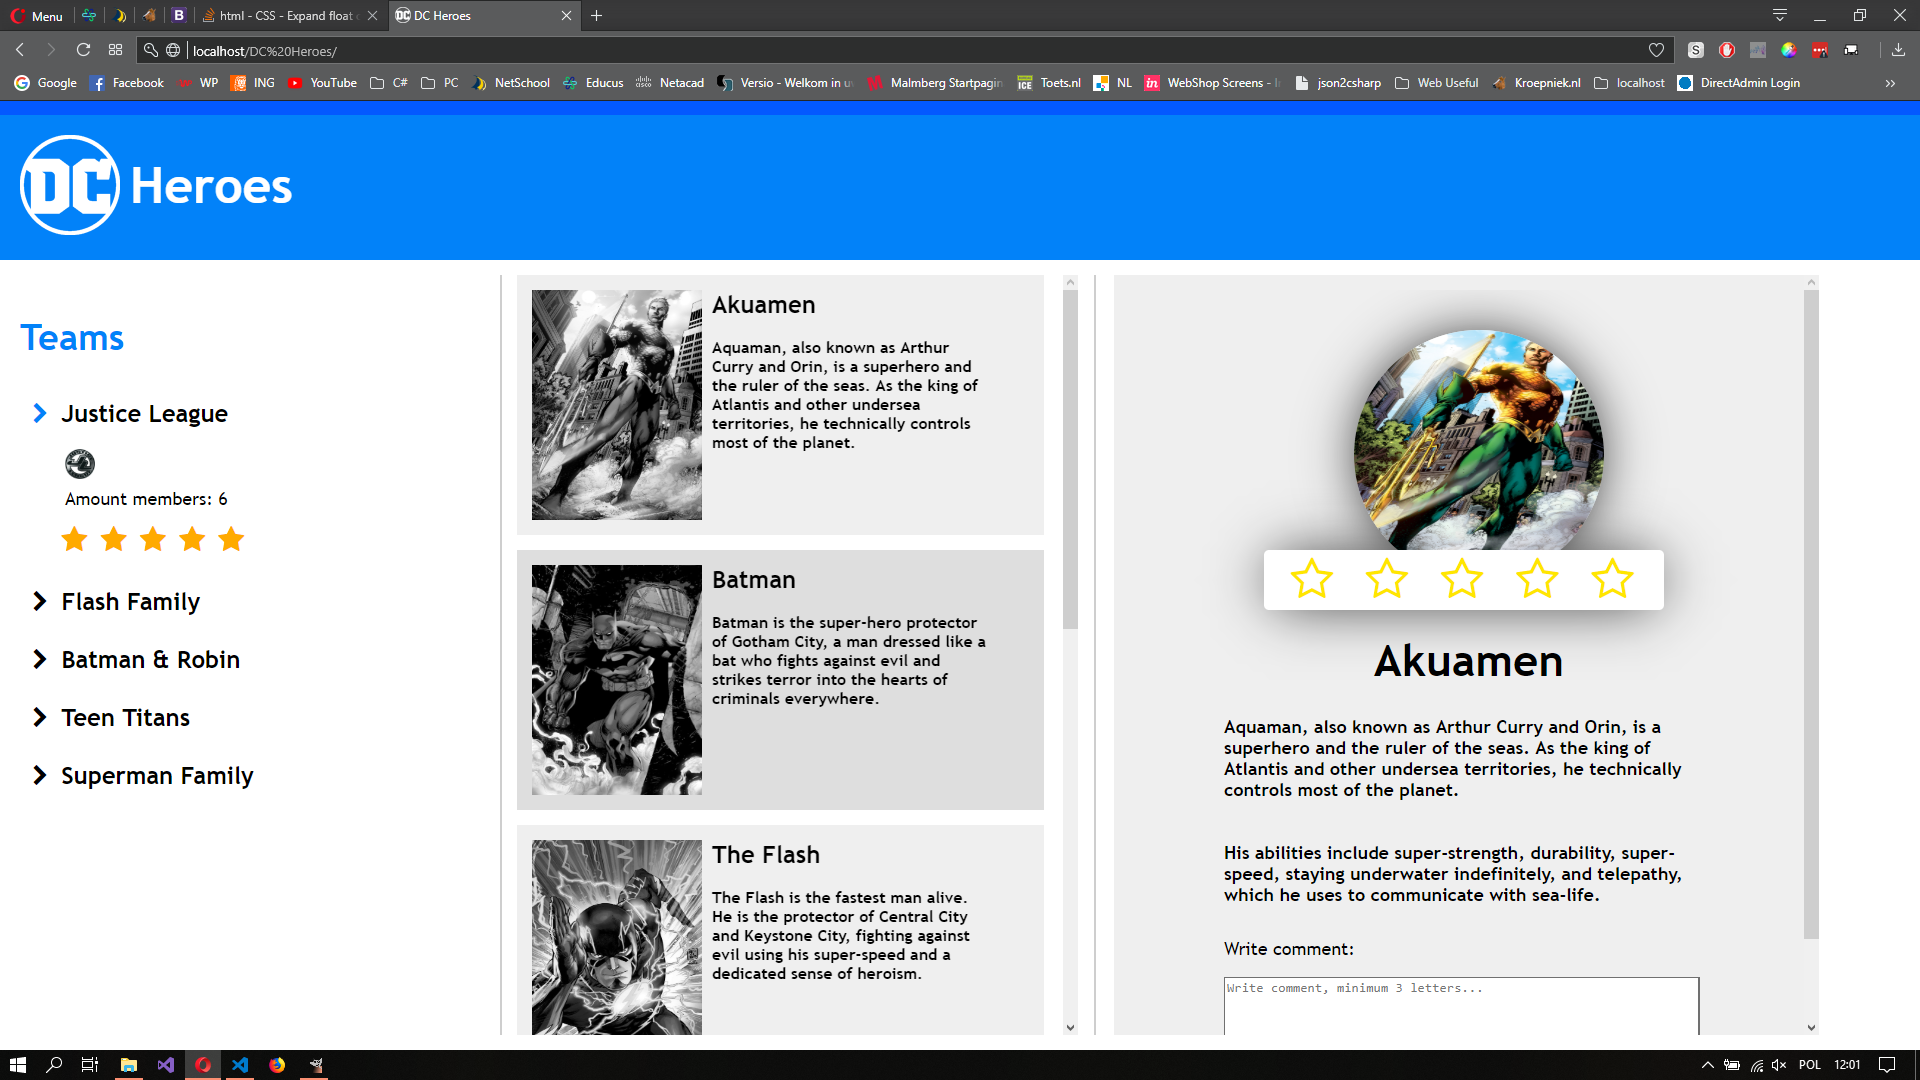 Menu
html - CSS - Expand float
DC Heroes
localhost/DC%20Heroes/
Google
Facebook
WP
ING
YouTube
C#
PC
NetSchool
Educus
Netacad
Versio - Welkom in
Malmberg Startpagin
Toets.nl
NL
WebShop Screens -
json2csharp
Web Useful
Kroepniek.nl
localhost
DirectAdmin Login
DC Heroes
Teams
Justice League
Amount members: 6
Flash Family
Batman & Robin
Teen Titans
Superman Family
Akuamen
Aquaman, also known as Arthur
Curry and Orin, is a superhero and
the ruler of the seas. As the king of
Atlantis and other undersea
territories, he technically controls
most of the planet.
Batman
Batman is the super-hero protector
of Gotham City, a man dressed like a
bat who fights against evil and
strikes terror into the hearts of
criminals everywhere.
The Flash
The Flash is the fastest man alive.
He is the protector of Central City
and Keystone City, fighting against
evil using his super-speed and a
dedicated sense of heroism.
Akuamen
Aquaman, also known as Arthur Curry and Orin, is a
superhero and the ruler of the seas. As the king of
Atlantis and other undersea territories, he technically
controls most of the planet.
His abilities include super-strength, durability, super-
speed, staying underwater indefinitely, and telepathy,
which he uses to communicate with sea-life.
Write comment:
Write comment, minimum 3 letters...
POL
12:01